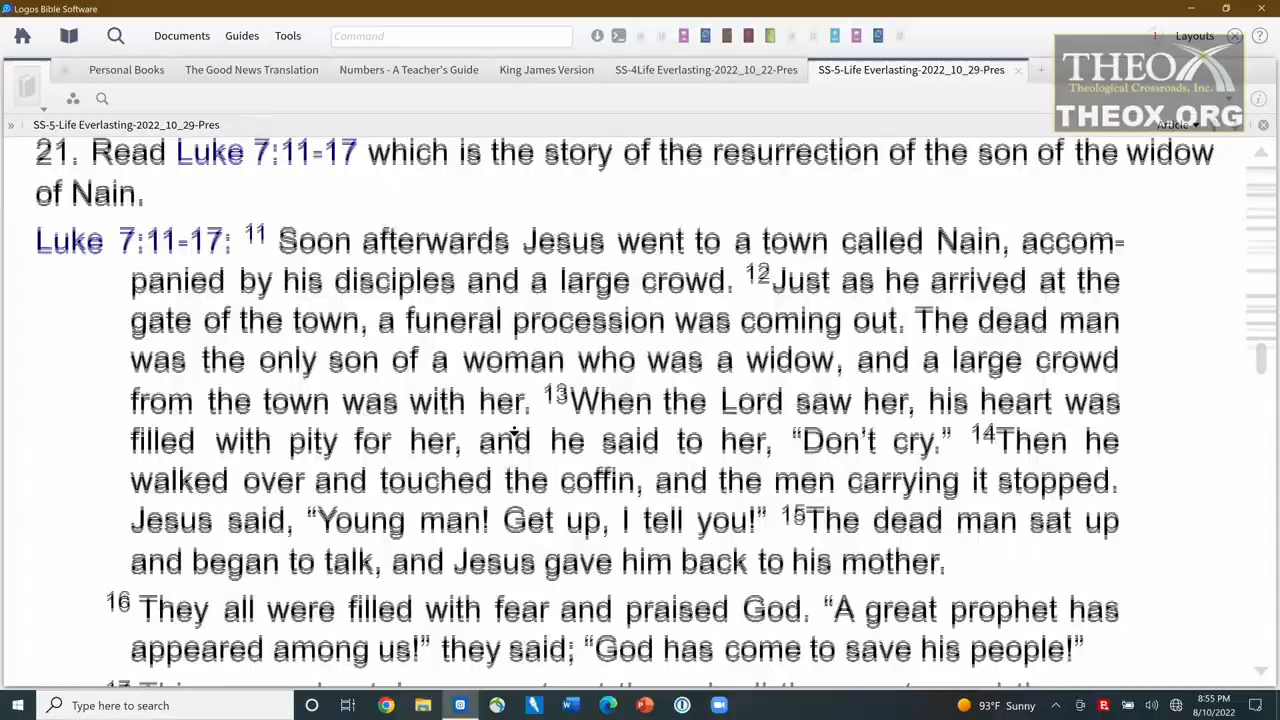 Logos Bible Software
Documents Guides Tools Command Layouts
THEOX
Theological Crossroads, Inc.
THEOX.ORG
Personal Books The Good News Translation Numbers - A Teacher's Guide King James Version SS-4Life Everlasting-2022_10_22-Pres SS-5-Life Everlasting-2022_10_29-Pres
» SS-5-Life Everlasting-2022_10_29-Pres Article
21. Read Luke 7:11-17 which is the story of the resurrection of the son of the widow
of Nain.
Luke 7:11-17: 11 Soon afterwards Jesus went to a town called Nain, accom-
panied by his disciples and a large crowd. 12Just as he arrived at the
gate of the town, a funeral procession was coming out. The dead man
was the only son of a woman who was a widow, and a large crowd
from the town was with her. 13When the Lord saw her, his heart was
filled with pity for her, and he said to her, “Don’t cry.” 14Then he
walked over and touched the coffin, and the men carrying it stopped.
Jesus said, “Young man! Get up, I tell you!” 15The dead man sat up
and began to talk, and Jesus gave him back to his mother.
16 They all were filled with fear and praised God. “A great prophet has
appeared among us!” they said; “God has come to save his people!”
Type here to search
93°F Sunny
8:55 PM
8/10/2022